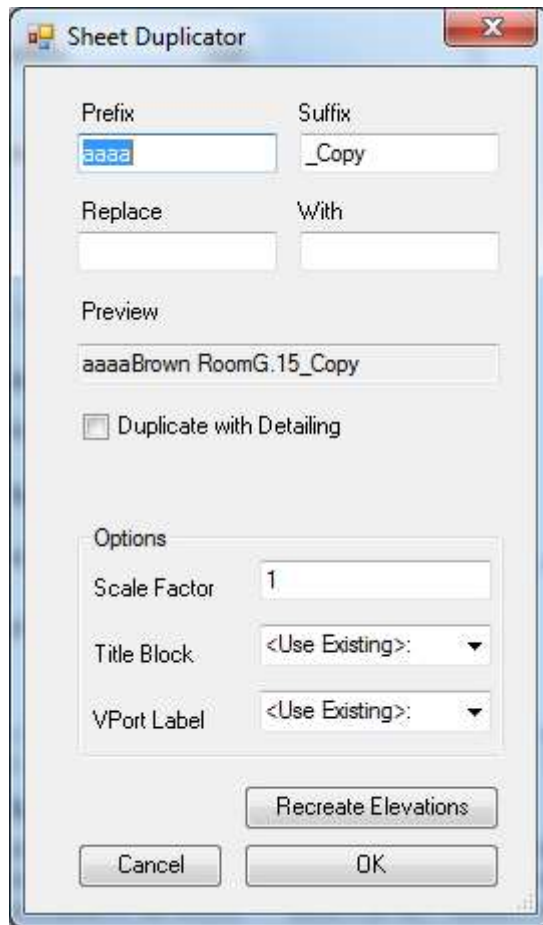 Sheet Duplicator
Prefix Suffix
aaaa _Copy
Replace With
Preview
aaaaBrown RoomG.15_Copy
Duplicate with Detailing
Options
Scale Factor 1
Title Block <Use Existing>:
VPort Label <Use Existing>:
Recreate Elevations
Cancel OK